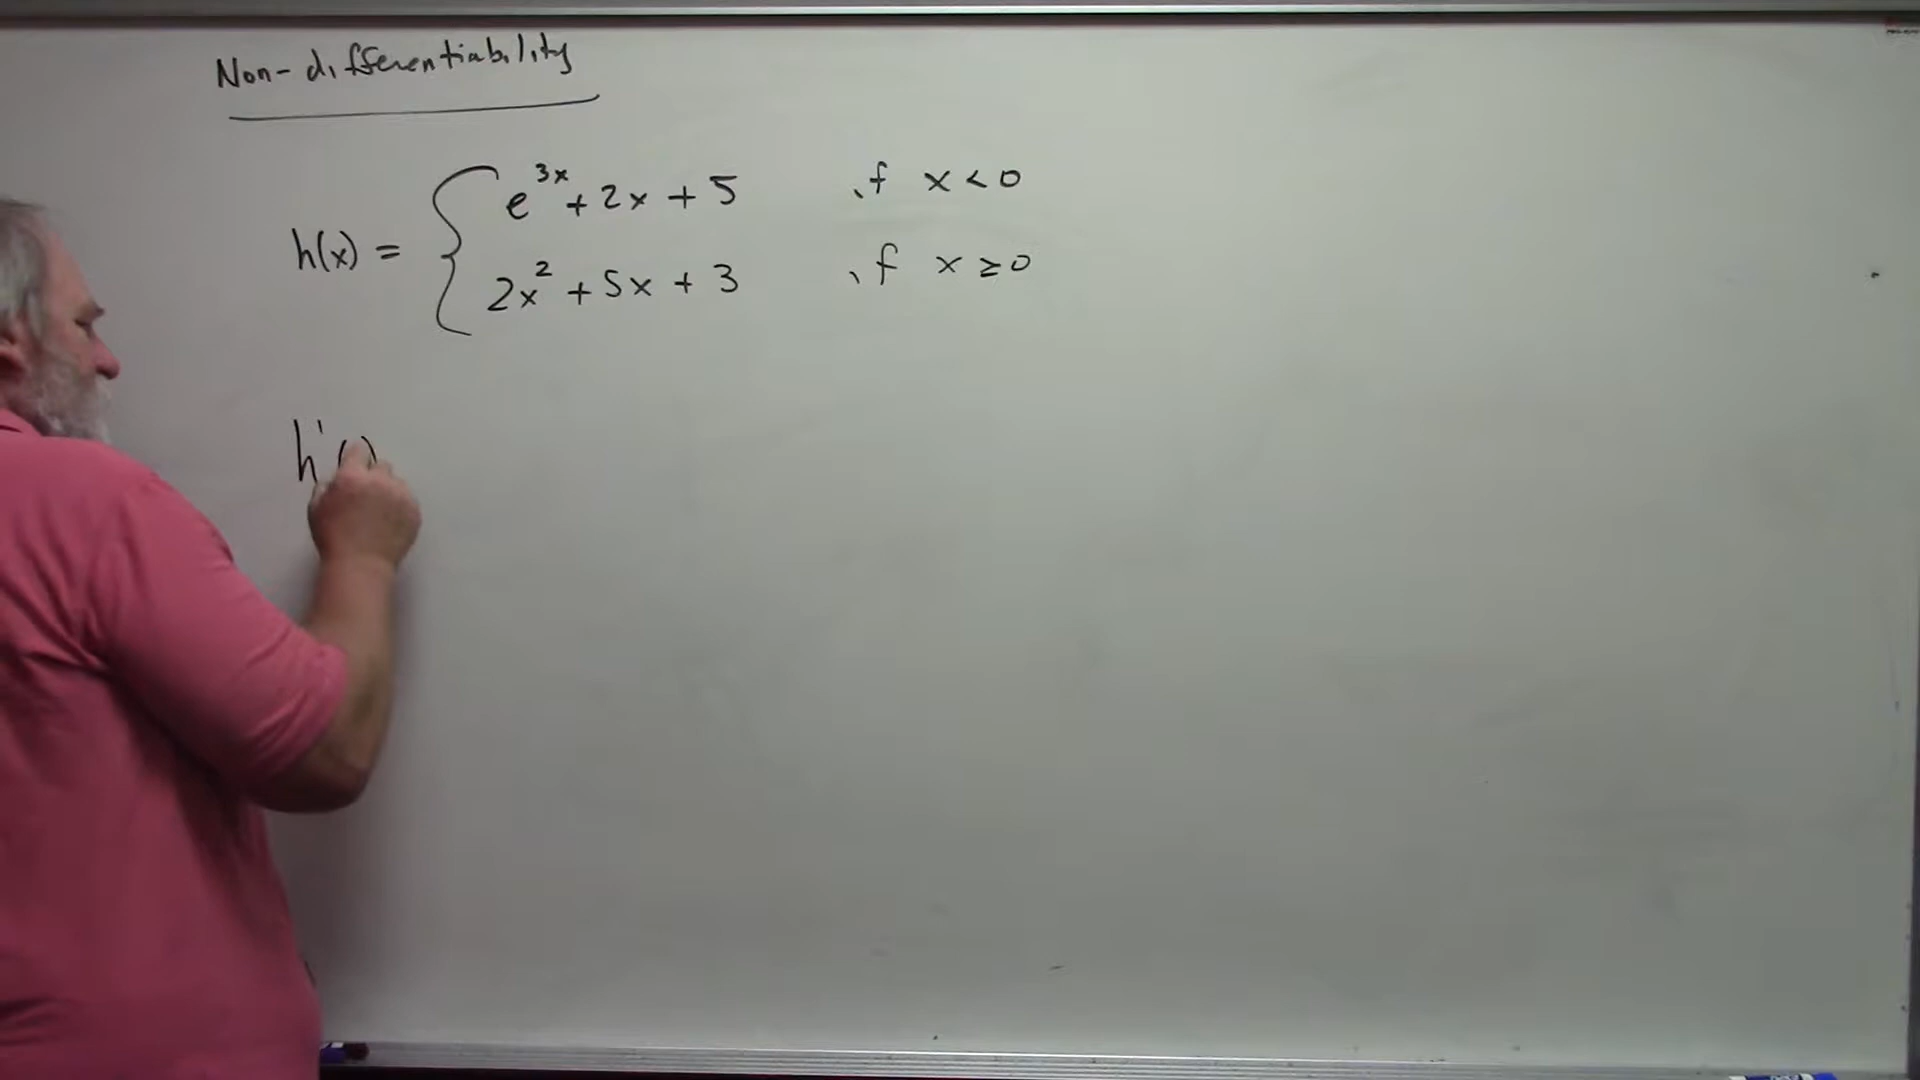 Non-differentiability
h(x) = { e^{3x} + 2x + 5 if x < 0
2x^2 + 5x + 3 if x ≥ 0
h'(